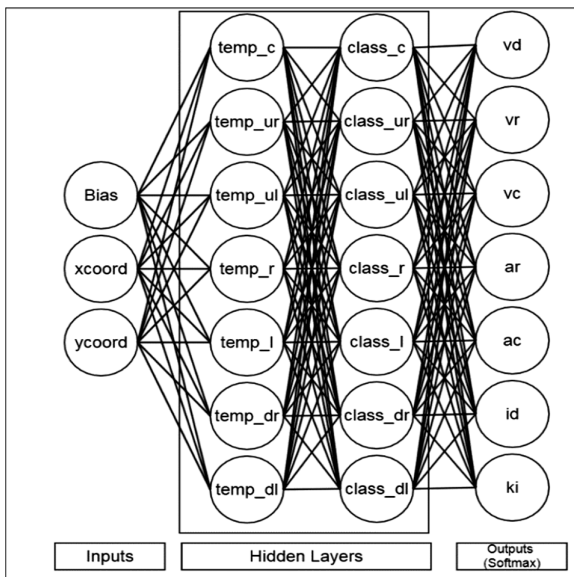 temp_c class_c vd
temp_ur class_ur vr
Bias temp_ul class_ul vc
xcoord temp_r class_r ar
ycoord temp_l class_l ac
temp_dr class_dr id
temp_dl class_dl ki
Inputs Hidden Layers Outputs
(Softmax)